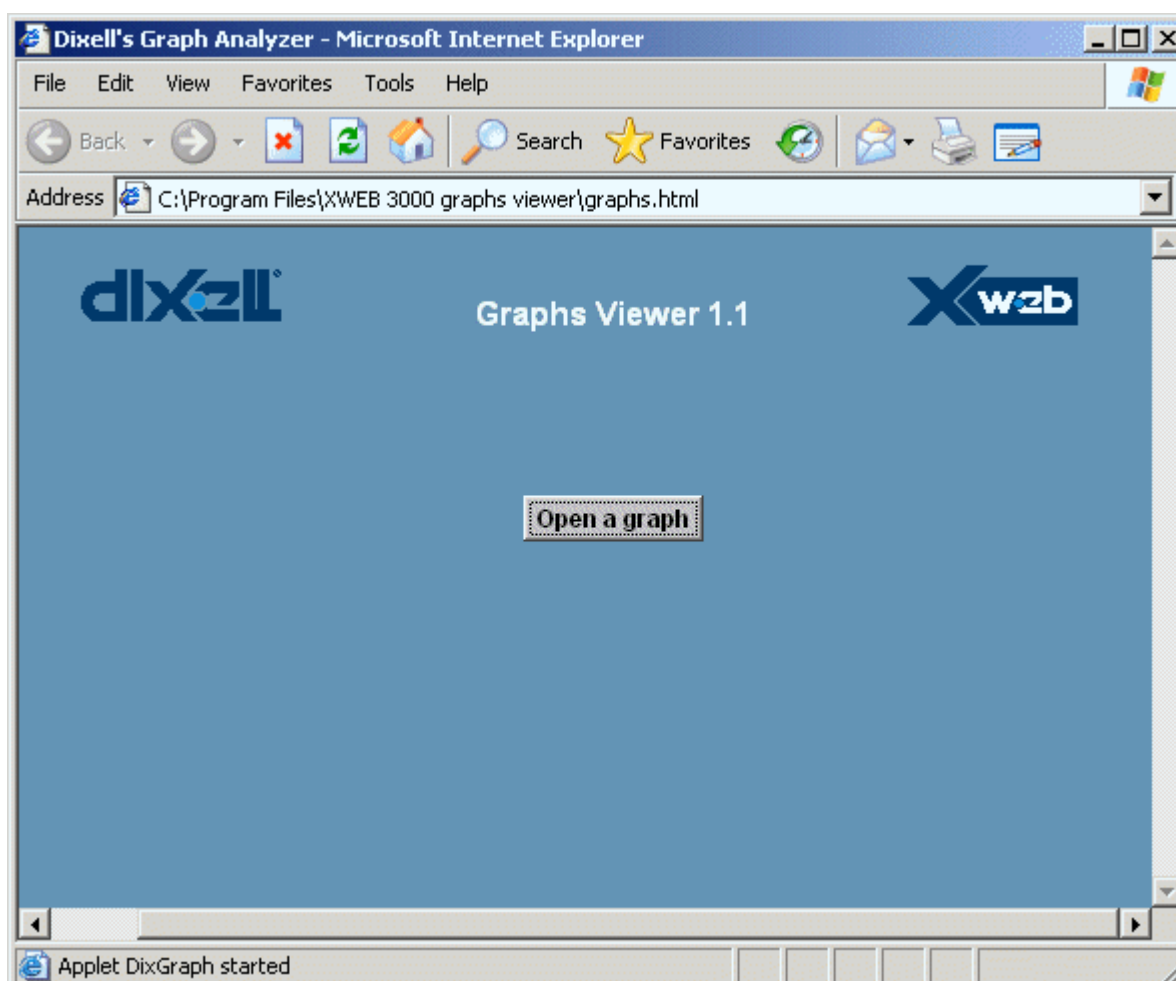 Dixell's Graph Analyzer - Microsoft Internet Explorer
File Edit View Favorites Tools Help
Back Search Favorites
Address C:\Program Files\XWEB 3000 graphs viewer\graphs.html
dIXEll
Graphs Viewer 1.1
Xweb
Open a graph
Applet DixGraph started